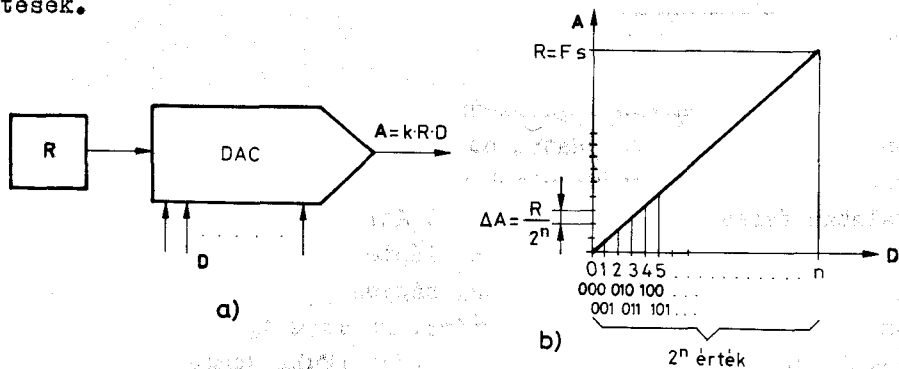 tések.
R
DAC
A=k·R·D
D
a)
A
R=Fs
ΔA=R/2ⁿ
D
0 1 2 3 4 5 ........... n
000 010 100 ...
001 011 101 ...
2ⁿ érték
b)